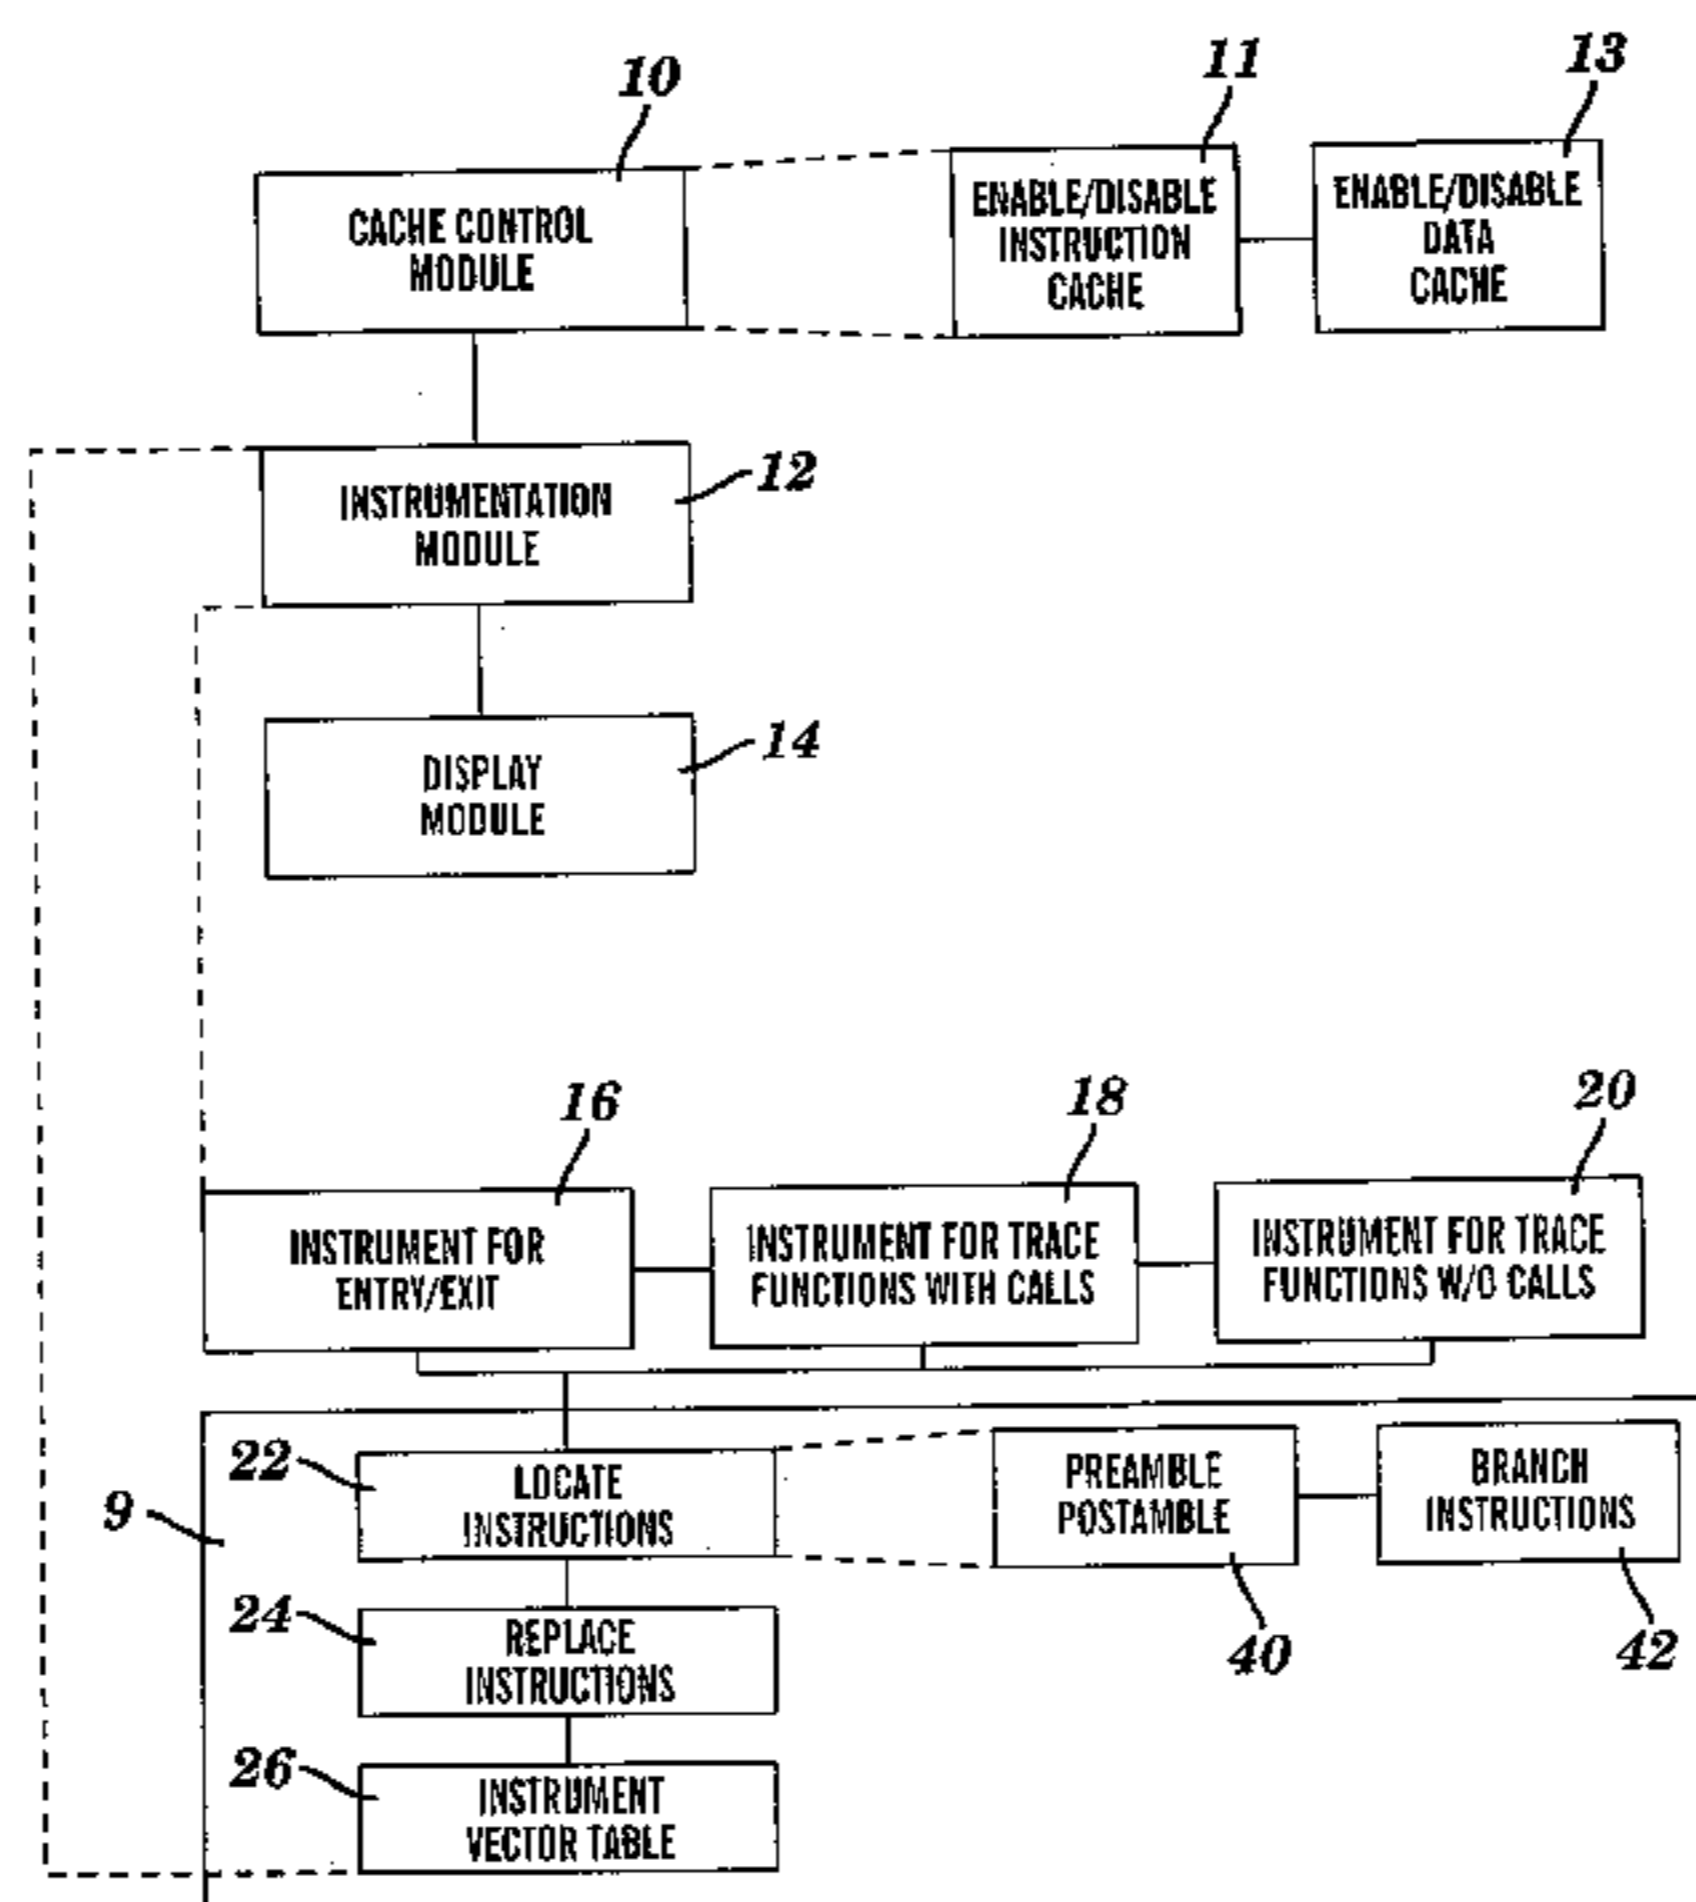 10
11
13
CACHE CONTROL
MODULE
ENABLE/DISABLE
INSTRUCTION
CACHE
ENABLE/DISABLE
DATA
CACHE
INSTRUMENTATION
MODULE
12
DISPLAY
MODULE
14
16
18
20
INSTRUMENT FOR
ENTRY/EXIT
INSTRUMENT FOR TRACE
FUNCTIONS WITH CALLS
INSTRUMENT FOR TRACE
FUNCTIONS W/O CALLS
9
22
LOCATE
INSTRUCTIONS
PREAMBLE
POSTAMBLE
BRANCH
INSTRUCTIONS
24
REPLACE
INSTRUCTIONS
40
42
26
INSTRUMENT
VECTOR TABLE